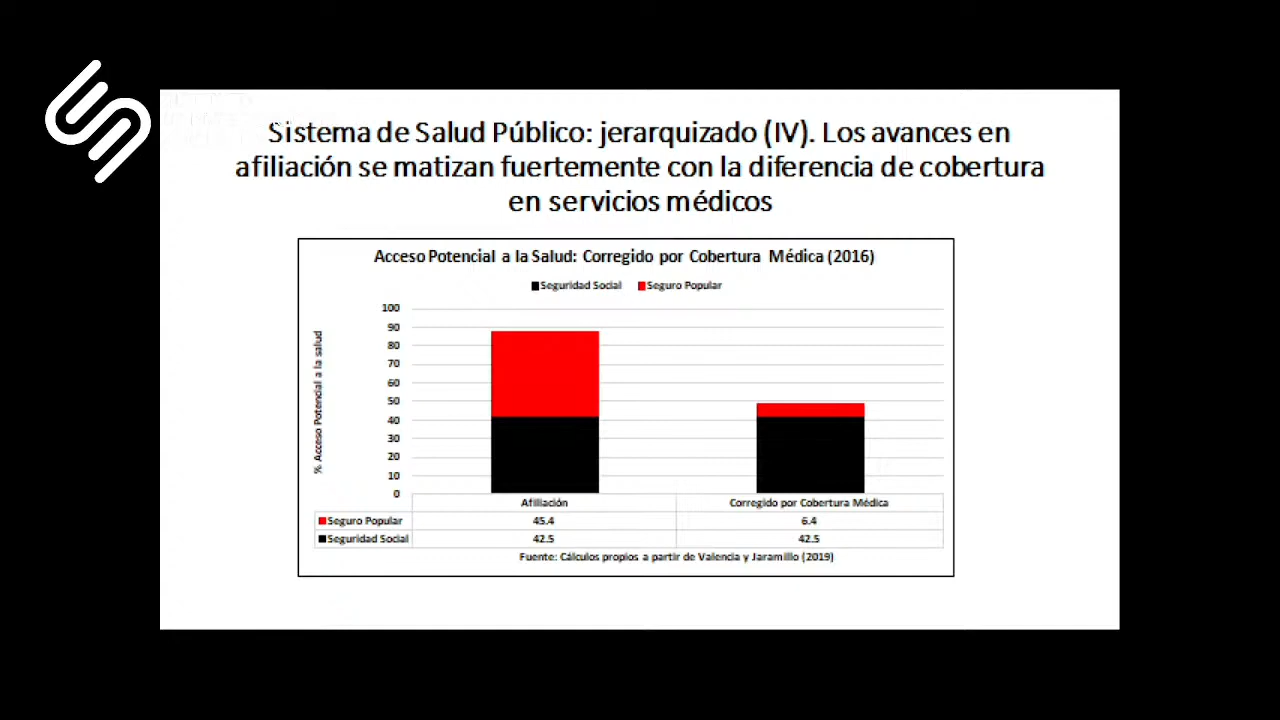 Sistema de Salud Público: jerarquizado (IV). Los avances en
afiliación se matizan fuertemente con la diferencia de cobertura
en servicios médicos
Acceso Potencial a la Salud: Corregido por Cobertura Médica (2016)
Seguridad Social Seguro Popular
% Acceso Potencial a la salud
100
90
80
70
60
50
40
30
20
10
0
Afiliación Corregido por Cobertura Médica
Seguro Popular 45.4 6.4
Seguridad Social 42.5 42.5
Fuente: Cálculos propios a partir de Valencia y Jaramillo (2019)